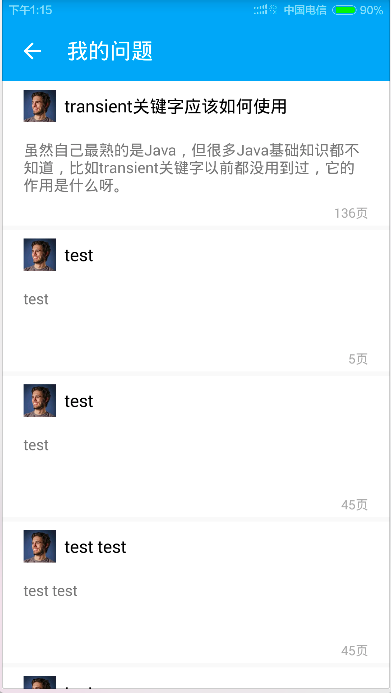 下午1:15 中国电信 90%
我的问题
transient关键字应该如何使用
虽然自己最熟的是Java，但很多Java基础知识都不
知道，比如transient关键字以前都没用到过，它的
作用是什么呀。
136页
test
test
5页
test
test
45页
test test
test test
45页